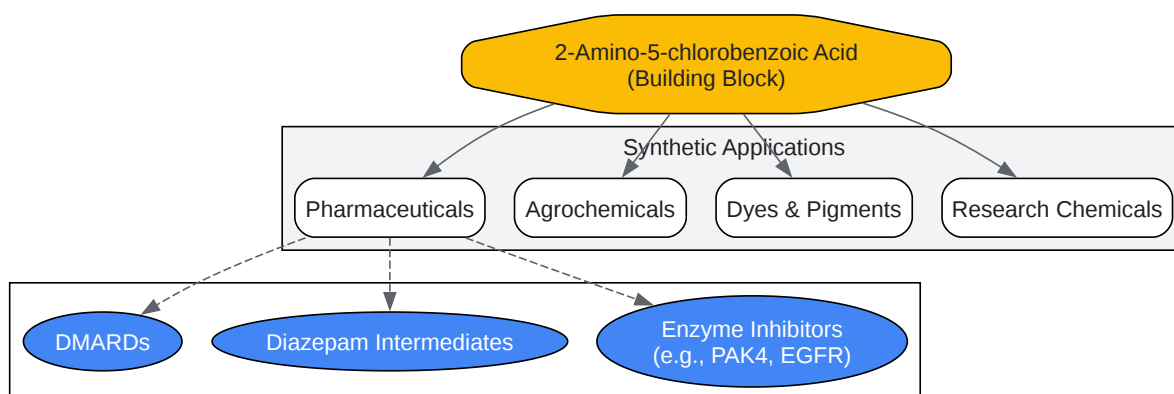 2-Amino-5-chlorobenzoic Acid
(Building Block)
Synthetic Applications
Pharmaceuticals
Agrochemicals
Dyes & Pigments
Research Chemicals
DMARDs
Diazepam Intermediates
Enzyme Inhibitors
(e.g., PAK4, EGFR)